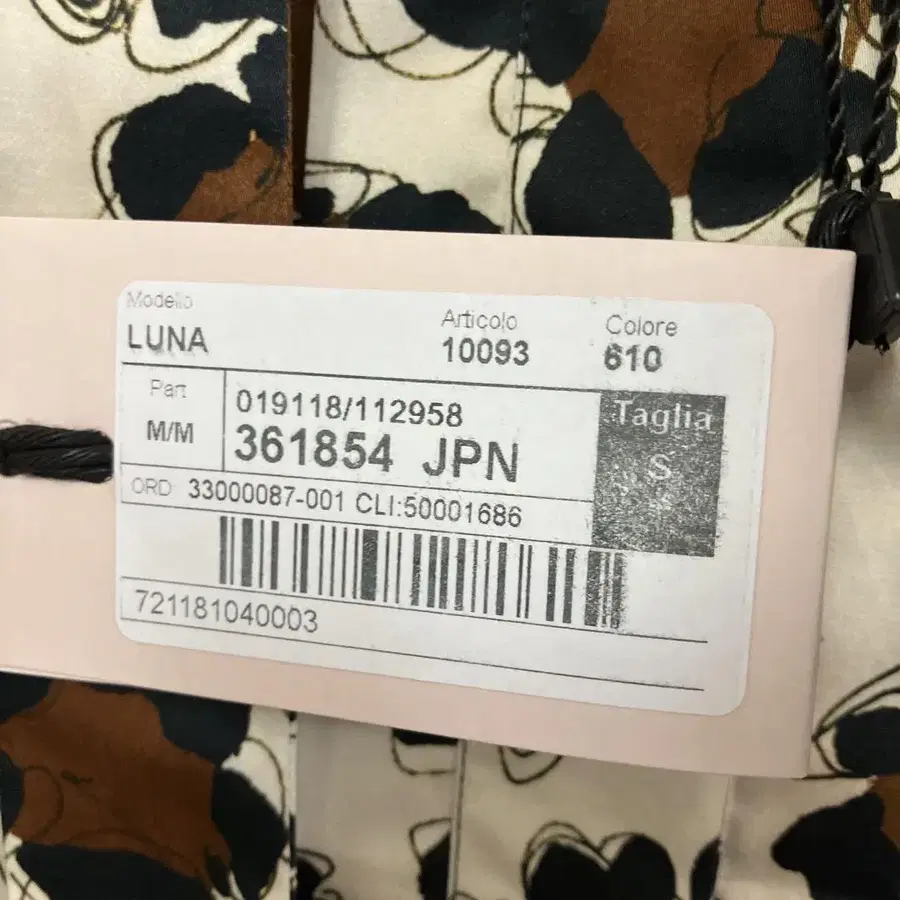 Modello
Articolo
Colore
LUNA
10093
610
Part
M/M
019118/112958
361854 JPN
Taglia
S
ORD 33000087-001 CLI:50001686
721181040003